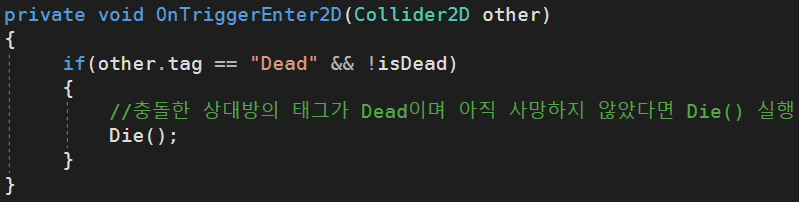 private void OnTriggerEnter2D(Collider2D other)
{
if(other.tag == "Dead" && !isDead)
{
//충돌한 상대방의 태그가 Dead이며 아직 사망하지 않았다면 Die() 실행
Die();
}
}